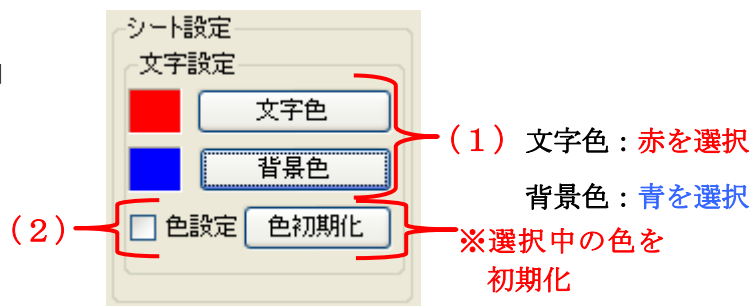 シート設定
文字設定
文字色
背景色
色設定
色初期化
(1) 文字色:赤を選択
背景色:青を選択
(2)
※選択中の色を
初期化